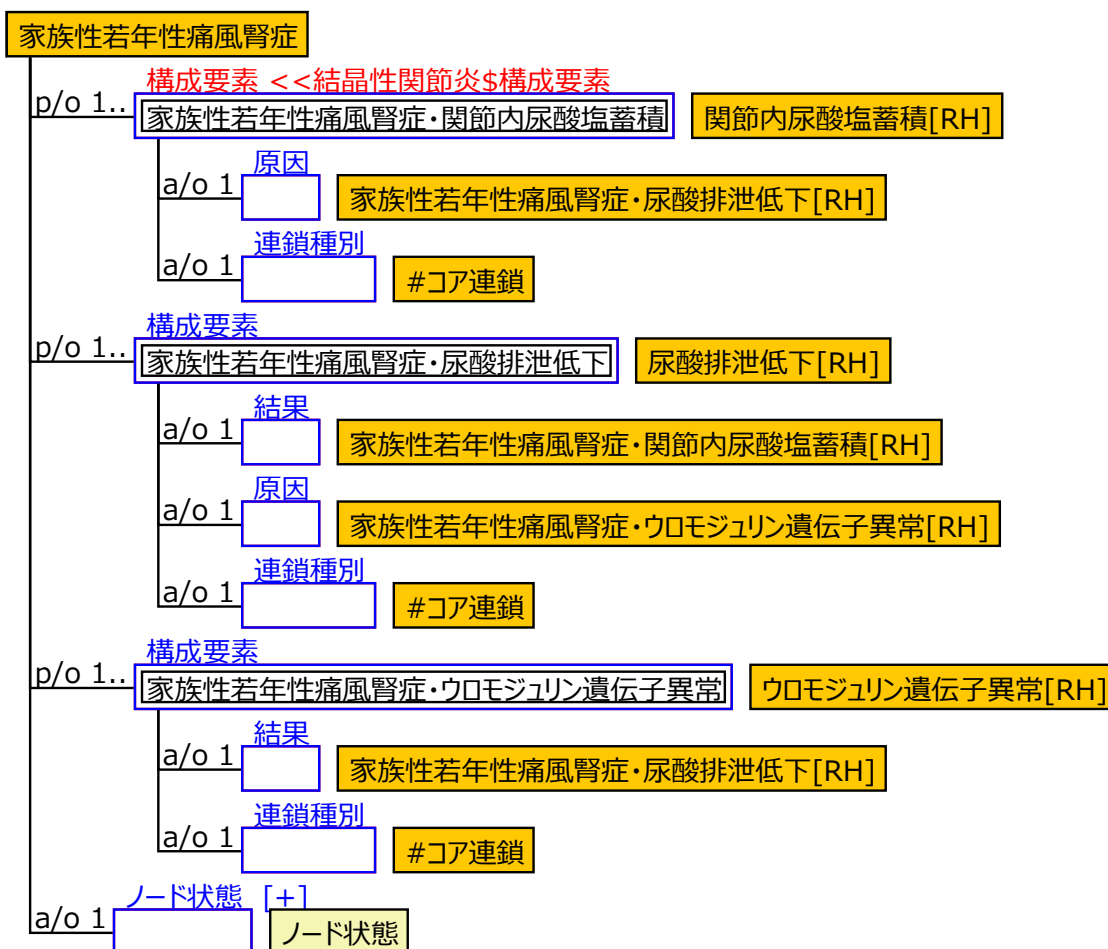 家族性若年性痛風腎症
構成要素 <<結晶性関節炎$構成要素
p/o 1.. 家族性若年性痛風腎症・関節内尿酸塩蓄積 関節内尿酸塩蓄積[RH]
原因
a/o 1 家族性若年性痛風腎症・尿酸排泄低下[RH]
連鎖種別
a/o 1 #コア連鎖
構成要素
p/o 1.. 家族性若年性痛風腎症・尿酸排泄低下 尿酸排泄低下[RH]
結果
a/o 1 家族性若年性痛風腎症・関節内尿酸塩蓄積[RH]
原因
a/o 1 家族性若年性痛風腎症・ウロモジュリン遺伝子異常[RH]
連鎖種別
a/o 1 #コア連鎖
構成要素
p/o 1.. 家族性若年性痛風腎症・ウロモジュリン遺伝子異常 ウロモジュリン遺伝子異常[RH]
結果
a/o 1 家族性若年性痛風腎症・尿酸排泄低下[RH]
連鎖種別
a/o 1 #コア連鎖
ノード状態 [+]
a/o 1 ノード状態